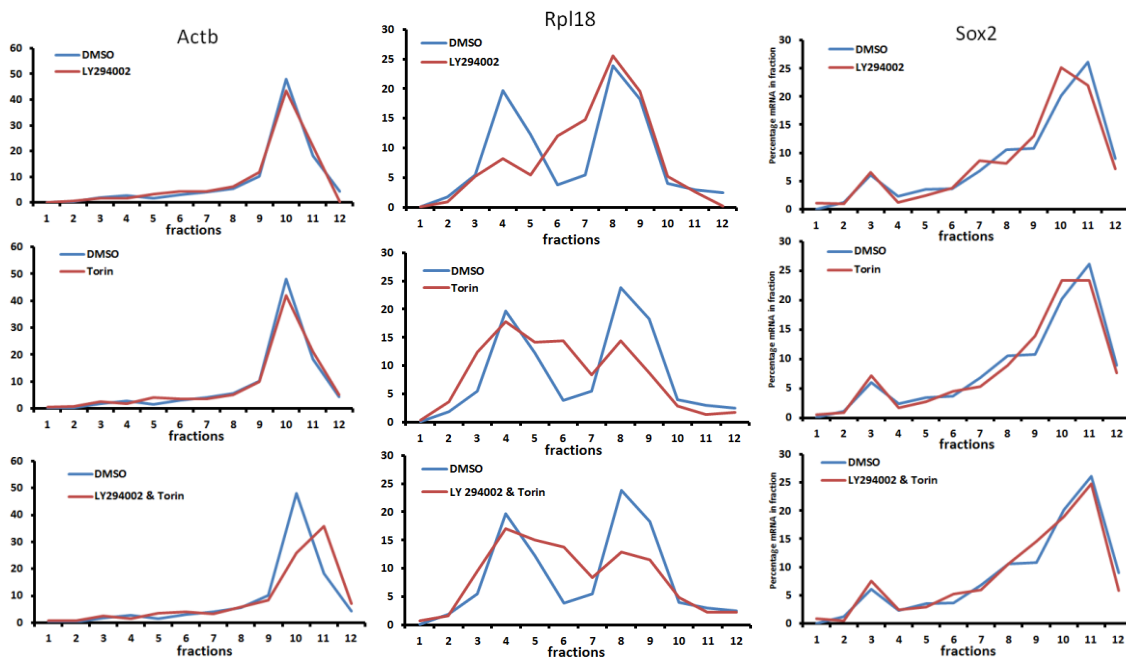 Actb
DMSO
LY294002
60
50
40
30
20
10
0
1 2 3 4 5 6 7 8 9 10 11 12
fractions
Rpl18
DMSO
LY294002
30
25
20
15
10
5
0
1 2 3 4 5 6 7 8 9 10 11 12
fractions
Sox2
DMSO
LY294002
Percentage mRNA in fraction
30
25
20
15
10
5
0
1 2 3 4 5 6 7 8 9 10 11 12
fractions
DMSO
Torin
60
50
40
30
20
10
0
1 2 3 4 5 6 7 8 9 10 11 12
fractions
DMSO
Torin
30
25
20
15
10
5
0
1 2 3 4 5 6 7 8 9 10 11 12
fractions
DMSO
Torin
Percentage mRNA in fraction
30
25
20
15
10
5
0
1 2 3 4 5 6 7 8 9 10 11 12
fractions
DMSO
LY294002 & Torin
60
50
40
30
20
10
0
1 2 3 4 5 6 7 8 9 10 11 12
fractions
DMSO
LY 294002 & Torin
30
25
20
15
10
5
0
1 2 3 4 5 6 7 8 9 10 11 12
fractions
DMSO
LY294002 & Torin
Percentage mRNA in fraction
30
25
20
15
10
5
0
1 2 3 4 5 6 7 8 9 10 11 12
fractions